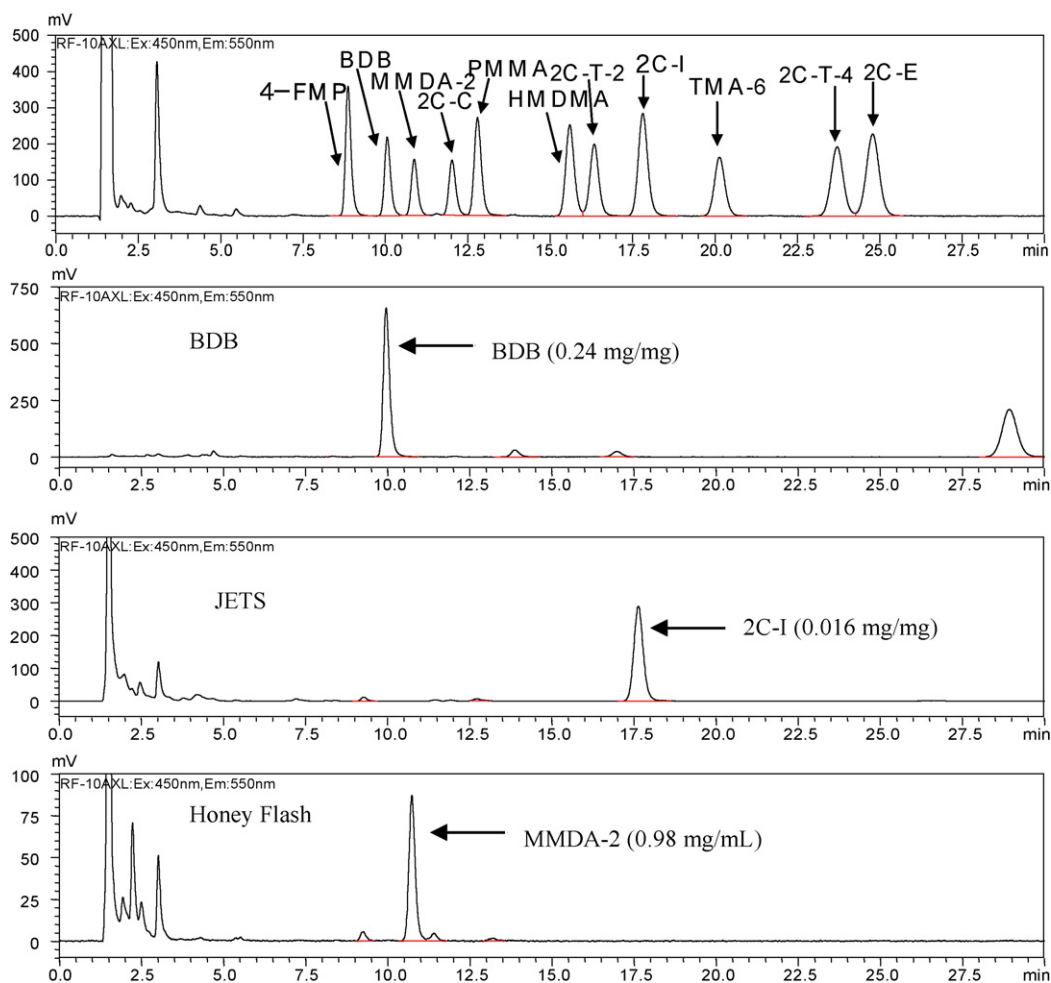 mV
RF-10AXL:Ex:450nm,Em:550nm
500
400
300
200
100
0
4-FMP
BDB
MMDA-2
2C-C
PMMA
HMDMA
2C-T-2
2C-I
TMA-6
2C-T-4
2C-E
0.0 2.5 5.0 7.5 10.0 12.5 15.0 17.5 20.0 22.5 25.0 27.5 min
mV
RF-10AXL:Ex:450nm,Em:550nm
750
500
250
0
BDB
BDB (0.24 mg/mg)
0.0 2.5 5.0 7.5 10.0 12.5 15.0 17.5 20.0 22.5 25.0 27.5 min
mV
RF-10AXL:Ex:450nm,Em:550nm
500
400
300
200
100
0
JETS
2C-I (0.016 mg/mg)
0.0 2.5 5.0 7.5 10.0 12.5 15.0 17.5 20.0 22.5 25.0 27.5 min
mV
RF-10AXL:Ex:450nm,Em:550nm
100
75
50
25
0
Honey Flash
MMDA-2 (0.98 mg/mL)
0.0 2.5 5.0 7.5 10.0 12.5 15.0 17.5 20.0 22.5 25.0 27.5 min